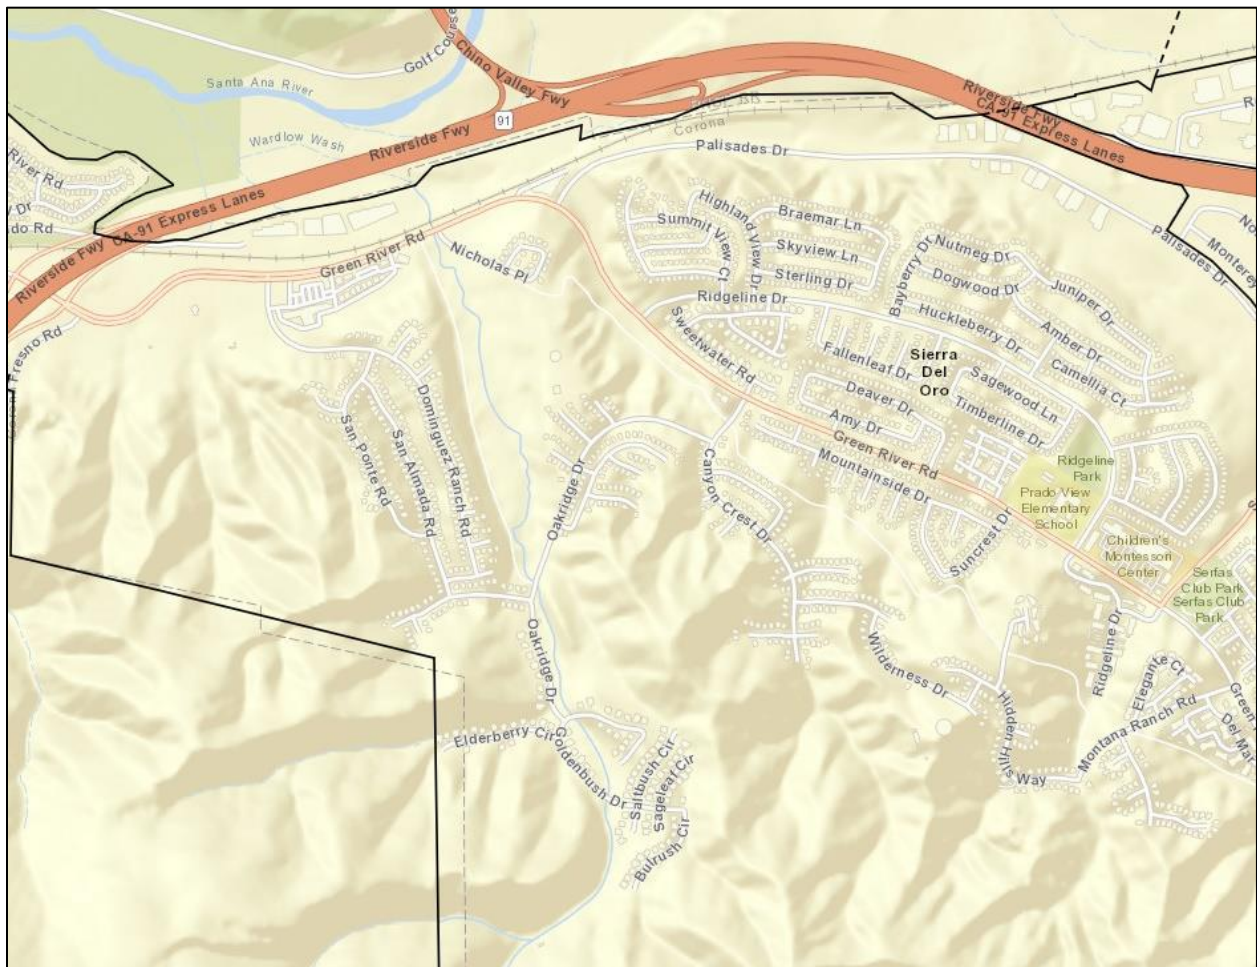 Golf Course
Chino Valley Fwy
Santa Ana River
Riverside Fwy
CA-91 Express Lanes
91
Corona
Wardlow Wash
Riverside Fwy
Palisades Dr
River Rd
CA-91 Express Lanes
Riverside Fwy
Green River Rd
Nicholas Pl
Summit View Ct
Highland View Dr
Braemar Ln
Skyview Ln
Sterling Dr
Bayberry Dr
Nutmeg Dr
Dogwood Dr
Juniper Dr
Palisades Dr
Monterey
Ridgeline Dr
Huckleberry Dr
Amber Dr
Camellia Ct
Sweetwater Rd
Fallenleaf Dr
Sierra
Del
Oro
Sagewood Ln
Deaver Dr
Timberline Dr
Amy Dr
Fresno Rd
San Ponte Rd
San Almada Rd
Dominguez Ranch Rd
Oakridge Dr
Canyon Crest Dr
Green River Rd
Mountainside Dr
Ridgeline
Park
Prado View
Elementary
School
Suncrest Dr
Children's
Montessori
Center
Serfas
Club Park
Serfas Club
Park
Oakridge Dr
Wilderness Dr
Ridgeline Dr
Elegante Ct
Hidden Hills Way
Montana Ranch Rd
Green
Del Mar
Elderberry Cir
Goldenbush Dr
Saltbush Cir
Sageleaf Cir
Bulrush Cir